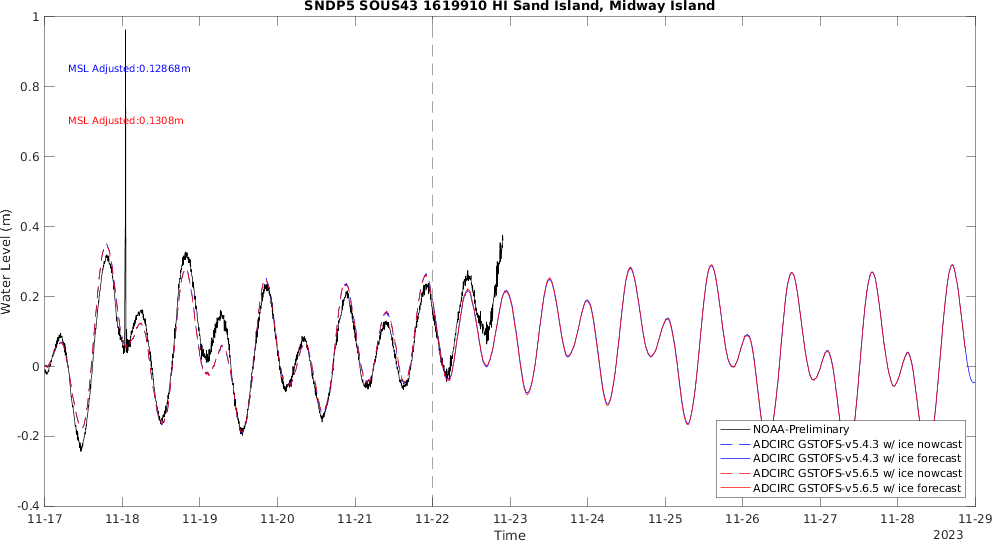 SNDP5 SOUS43 1619910 HI Sand Island, Midway Island
1
0.8
0.6
0.4
0.2
0
-0.2
-0.4
Water Level (m)
MSL Adjusted:0.12868m
MSL Adjusted:0.1308m
NOAA-Preliminary
ADCIRC GSTOFS-v5.4.3 w/ ice nowcast
ADCIRC GSTOFS-v5.4.3 w/ ice forecast
ADCIRC GSTOFS-v5.6.5 w/ ice nowcast
ADCIRC GSTOFS-v5.6.5 w/ ice forecast
11-17 11-18 11-19 11-20 11-21 11-22 11-23 11-24 11-25 11-26 11-27 11-28 11-29
Time
2023